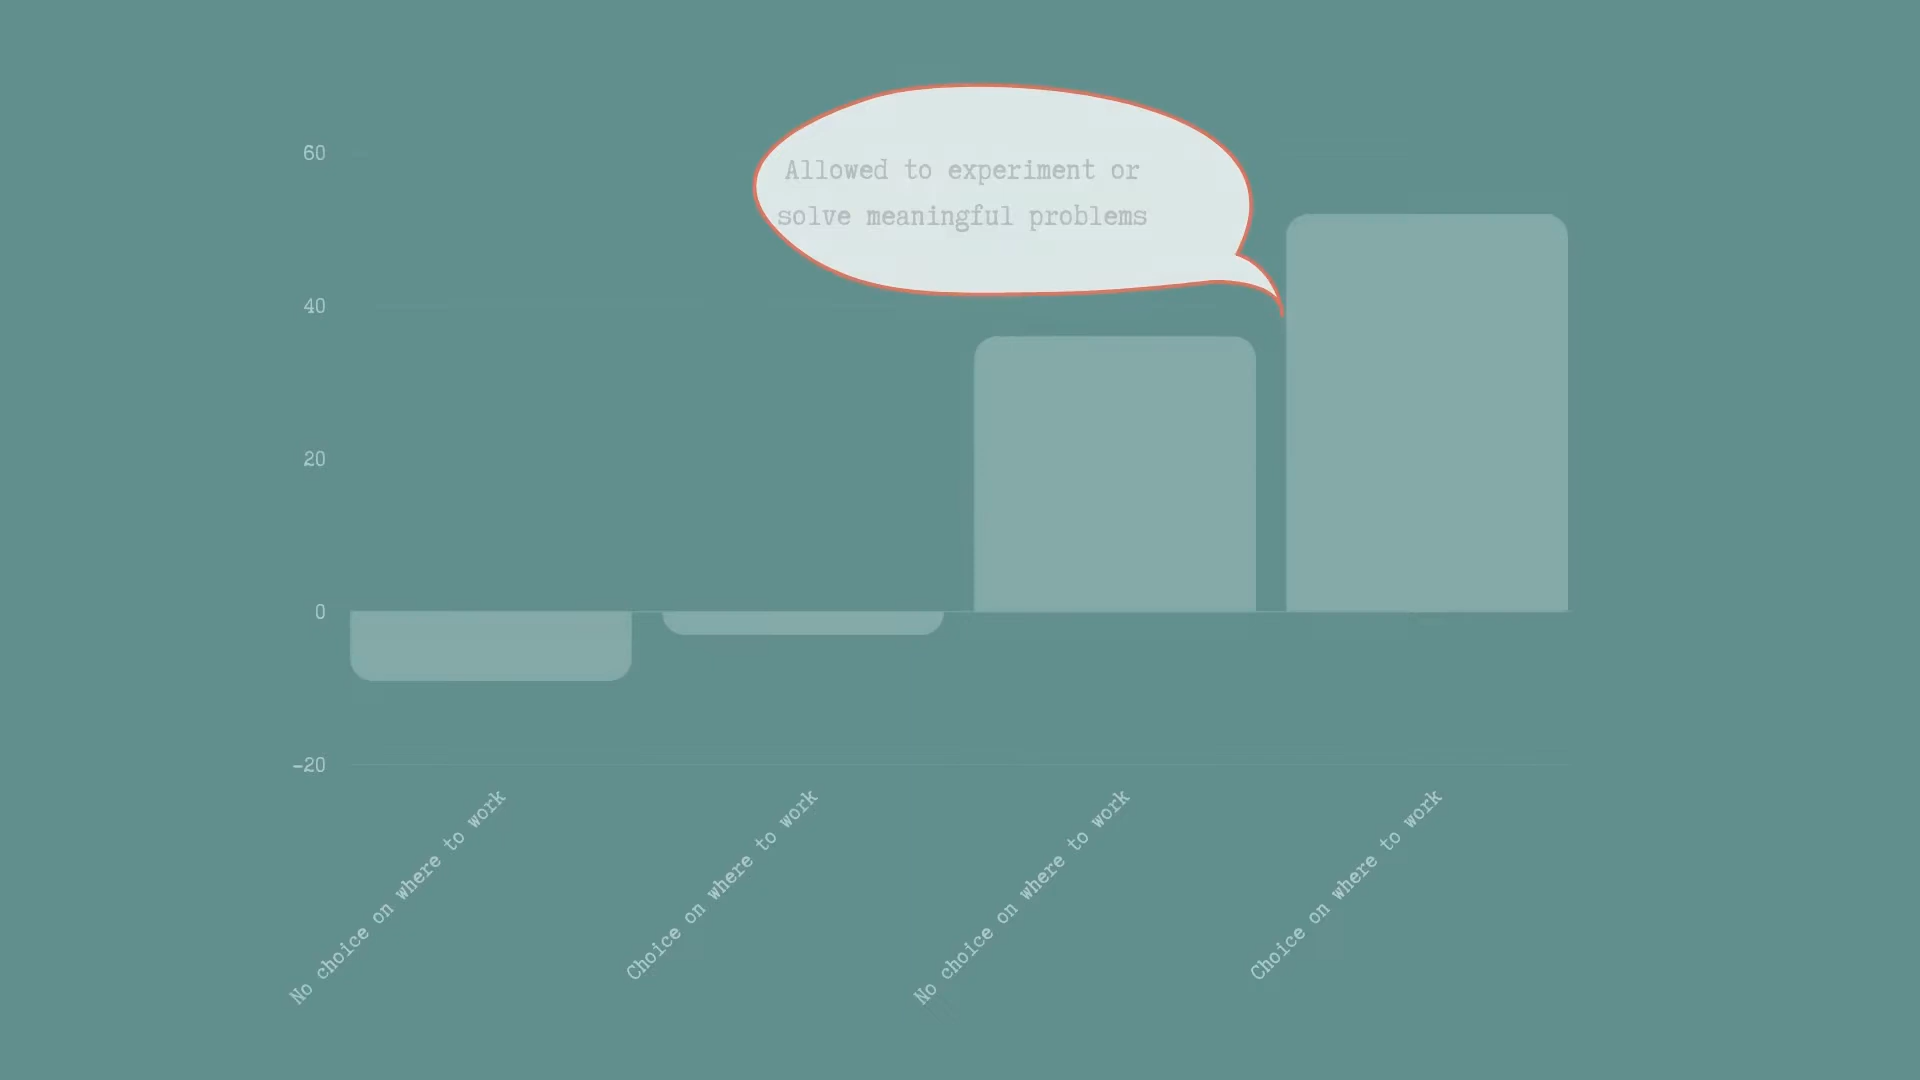 Allowed to experiment or
solve meaningful problems
60
40
20
0
-20
No choice on where to work
Choice on where to work
No choice on where to work
Choice on where to work